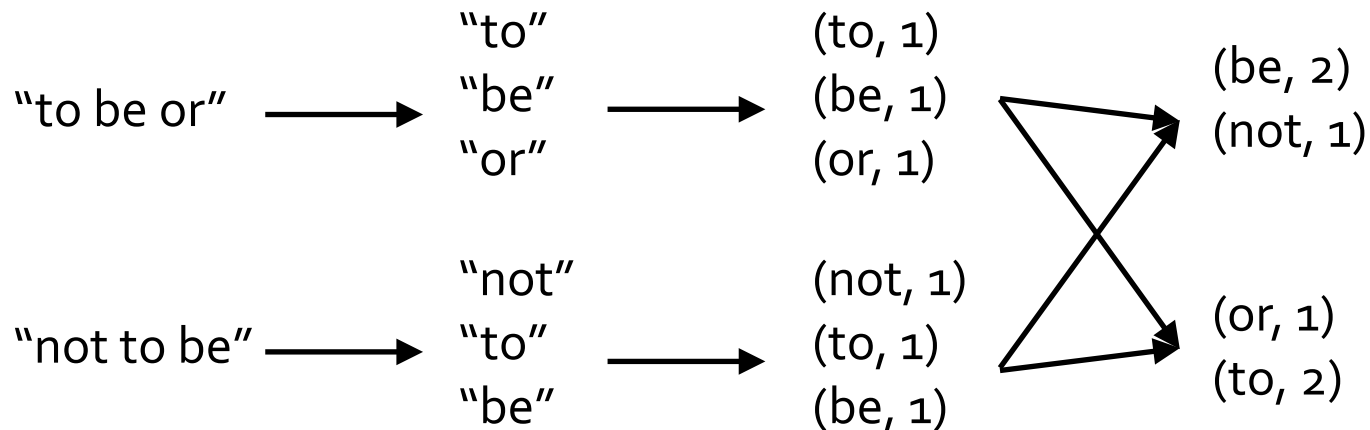 “to be or”
“to”
“be”
“or”
(to, 1)
(be, 1)
(or, 1)
(be, 2)
(not, 1)
“not to be”
“not”
“to”
“be”
(not, 1)
(to, 1)
(be, 1)
(or, 1)
(to, 2)